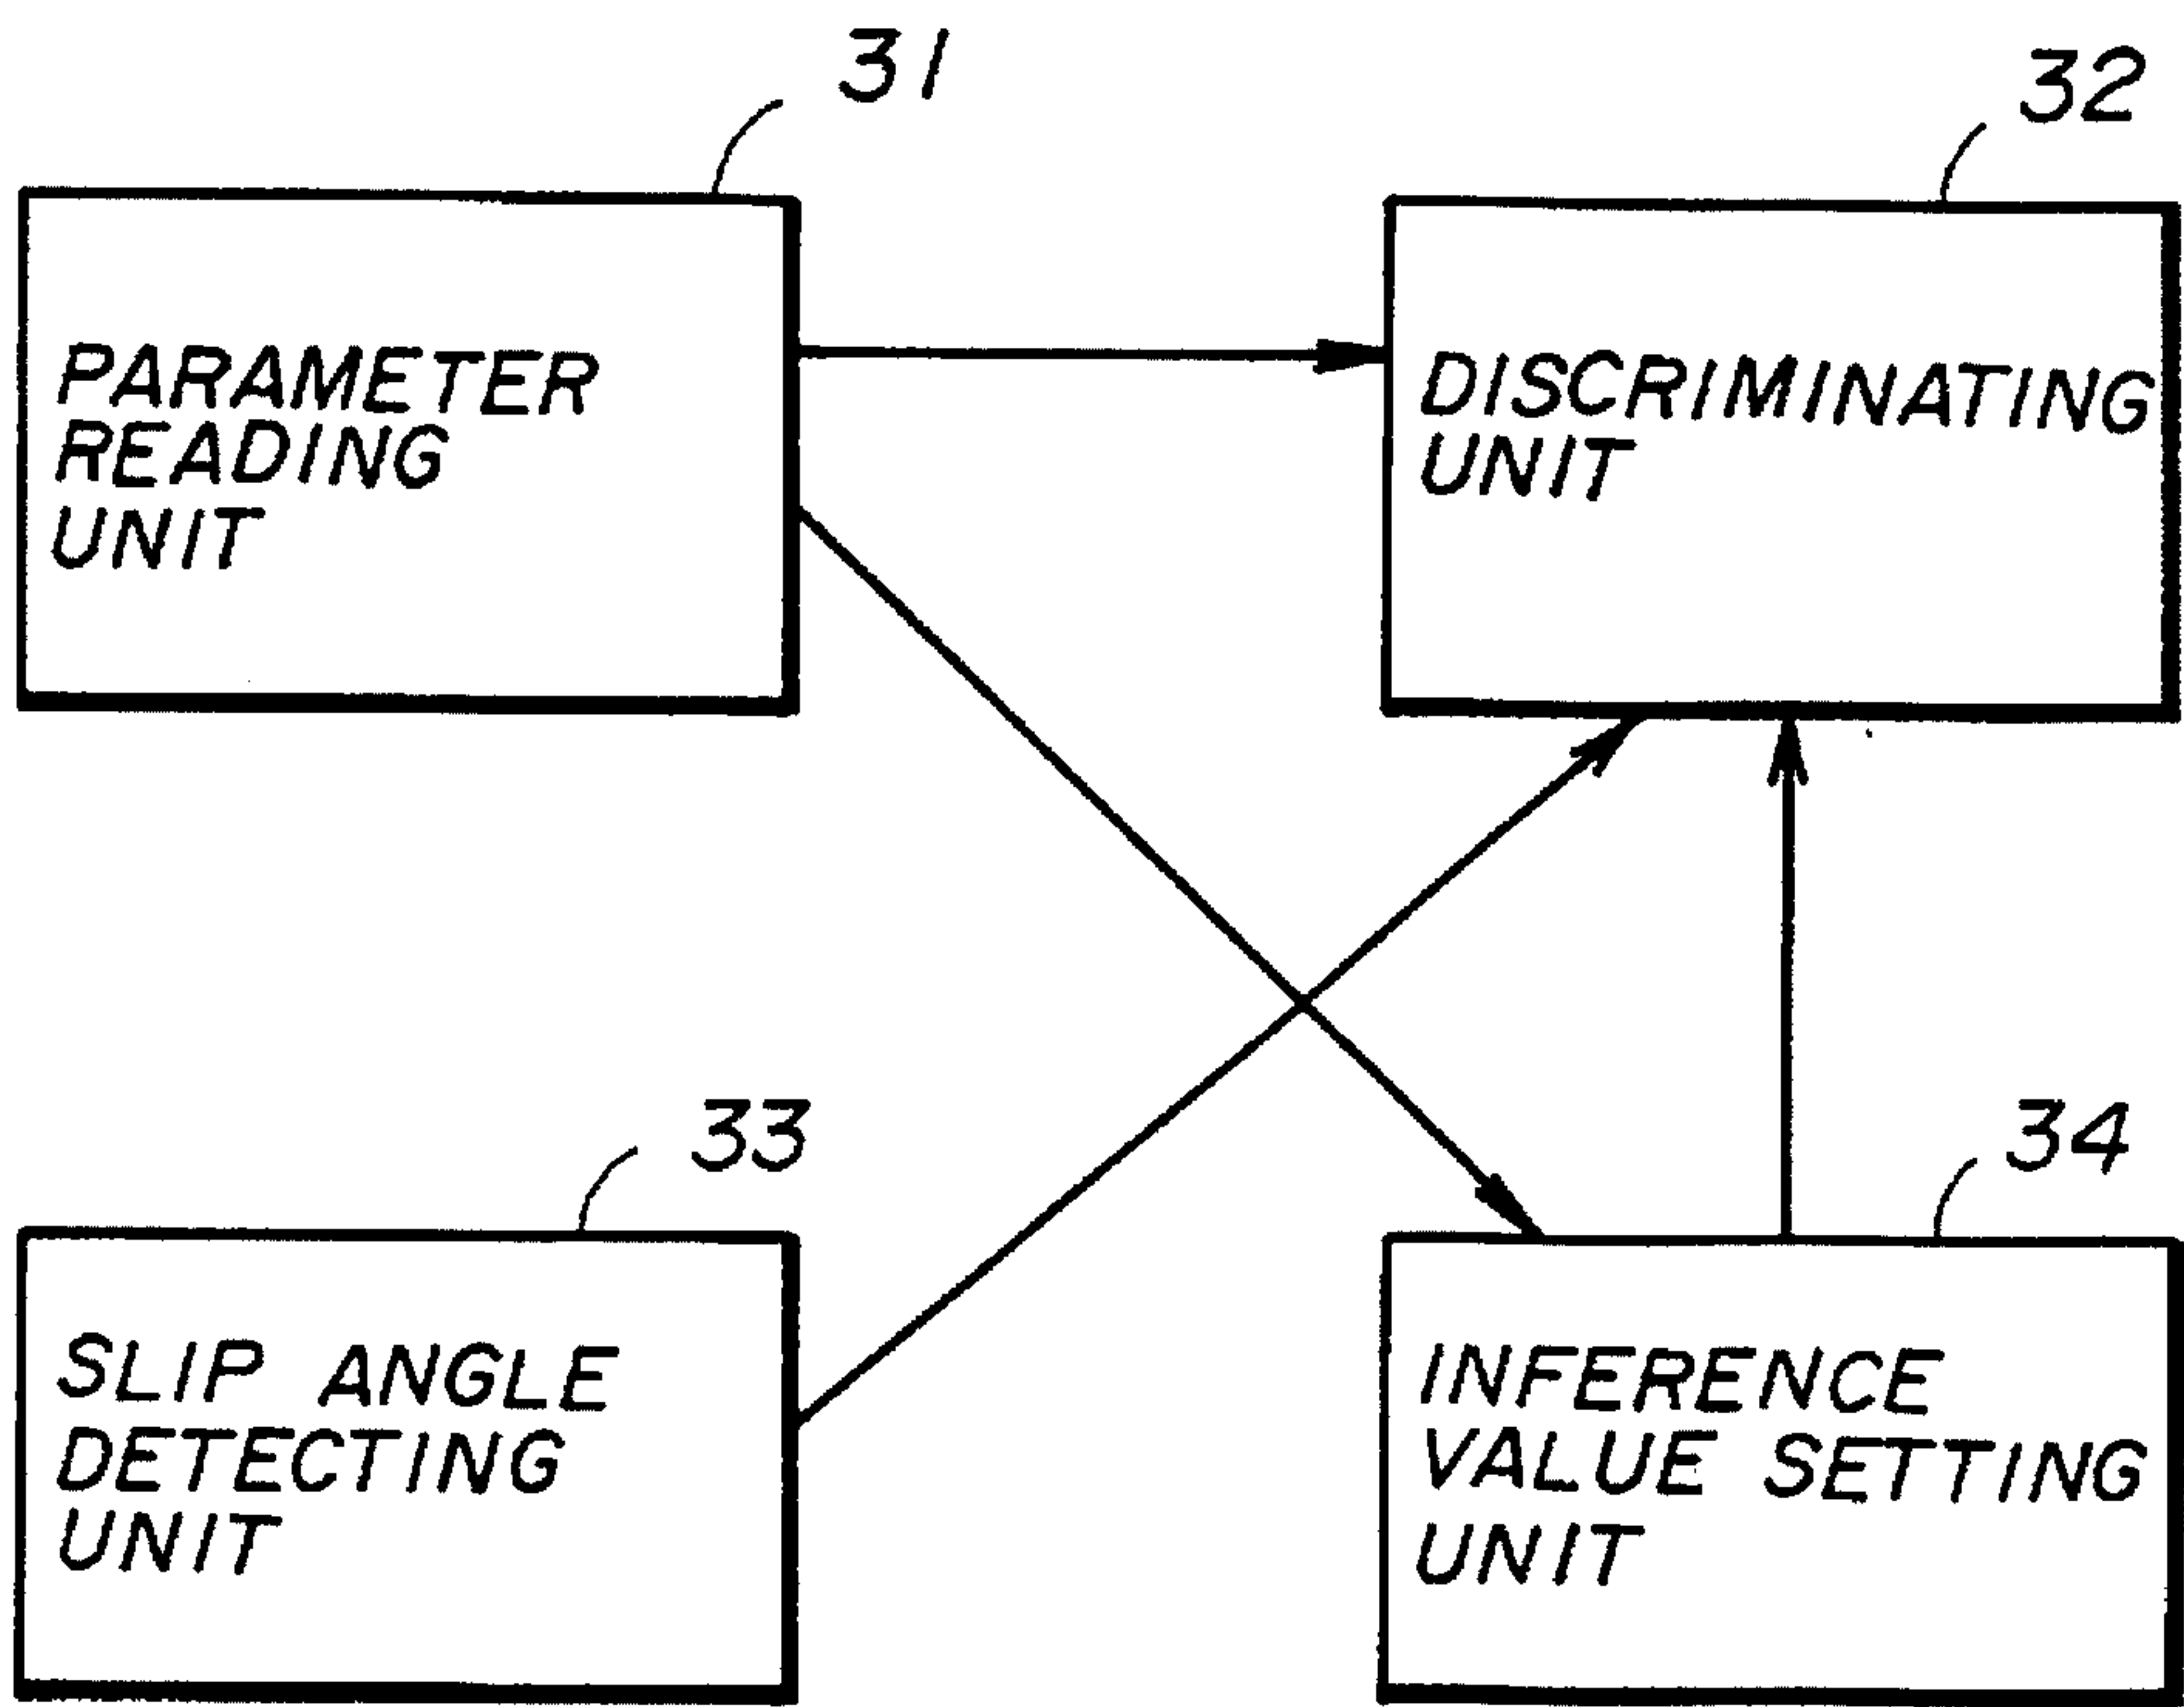 31
32
PARAMETER
READING
UNIT
DISCRIMINATING
UNIT
33
34
SLIP ANGLE
DETECTING
UNIT
INFERENCE
VALUE SETTING
UNIT